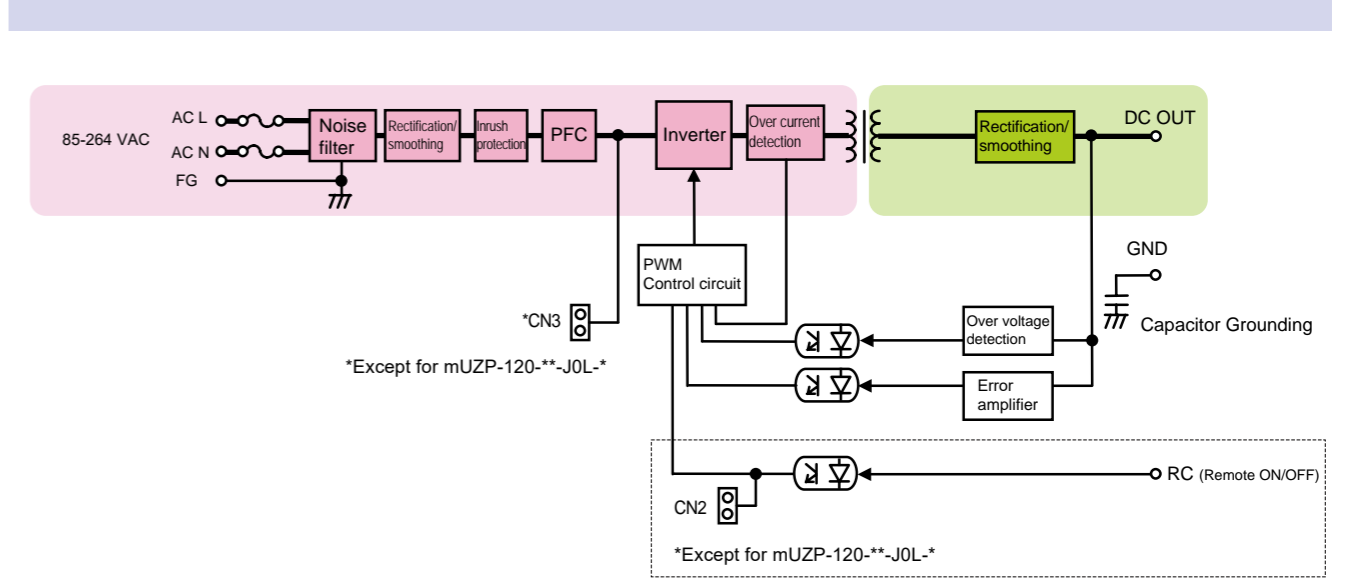 85-264 VAC
AC L
AC N
FG
Noise
filter
Rectification/
smoothing
Inrush
protection
PFC
Inverter
Over current
detection
Rectification/
smoothing
DC OUT
PWM
Control circuit
GND
Capacitor Grounding
*CN3
*Except for mUZP-120-**-J0L-*
Over voltage
detection
Error
amplifier
RC (Remote ON/OFF)
CN2
*Except for mUZP-120-**-J0L-*